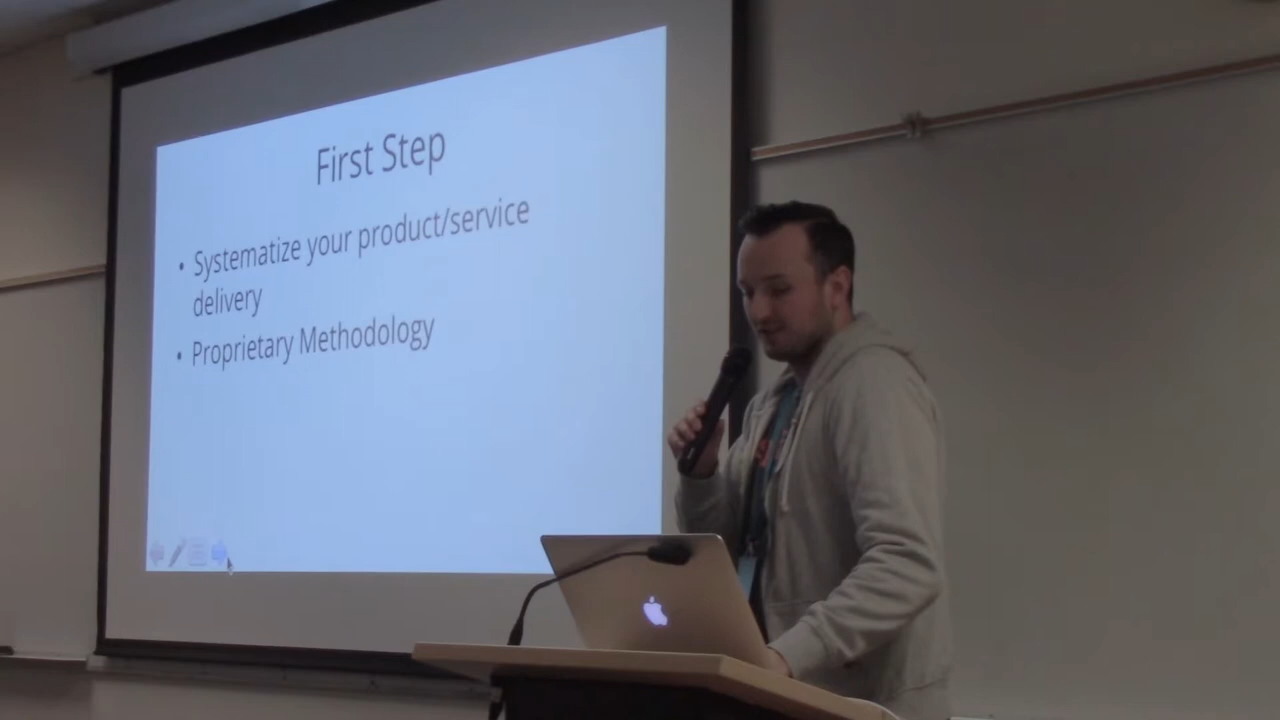 First Step
• Systematize your product/service
delivery
• Proprietary Methodology